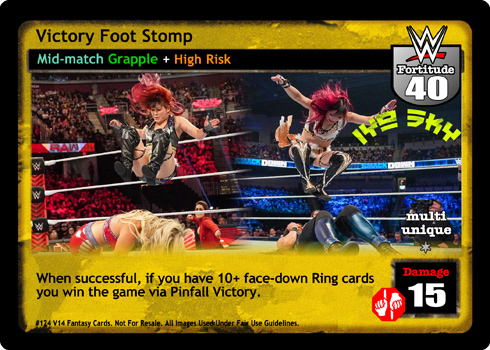 Victory Foot Stomp
Mid-match Grapple + High Risk
W
Fortitude
40
IYO SKY
RAW
SMACKDOWN
multi
unique
When successful, if you have 10+ face-down Ring cards
you win the game via Pinfall Victory.
Damage
15
#124 V14 Fantasy Cards. Not For Resale. All Images Used Under Fair Use Guidelines.